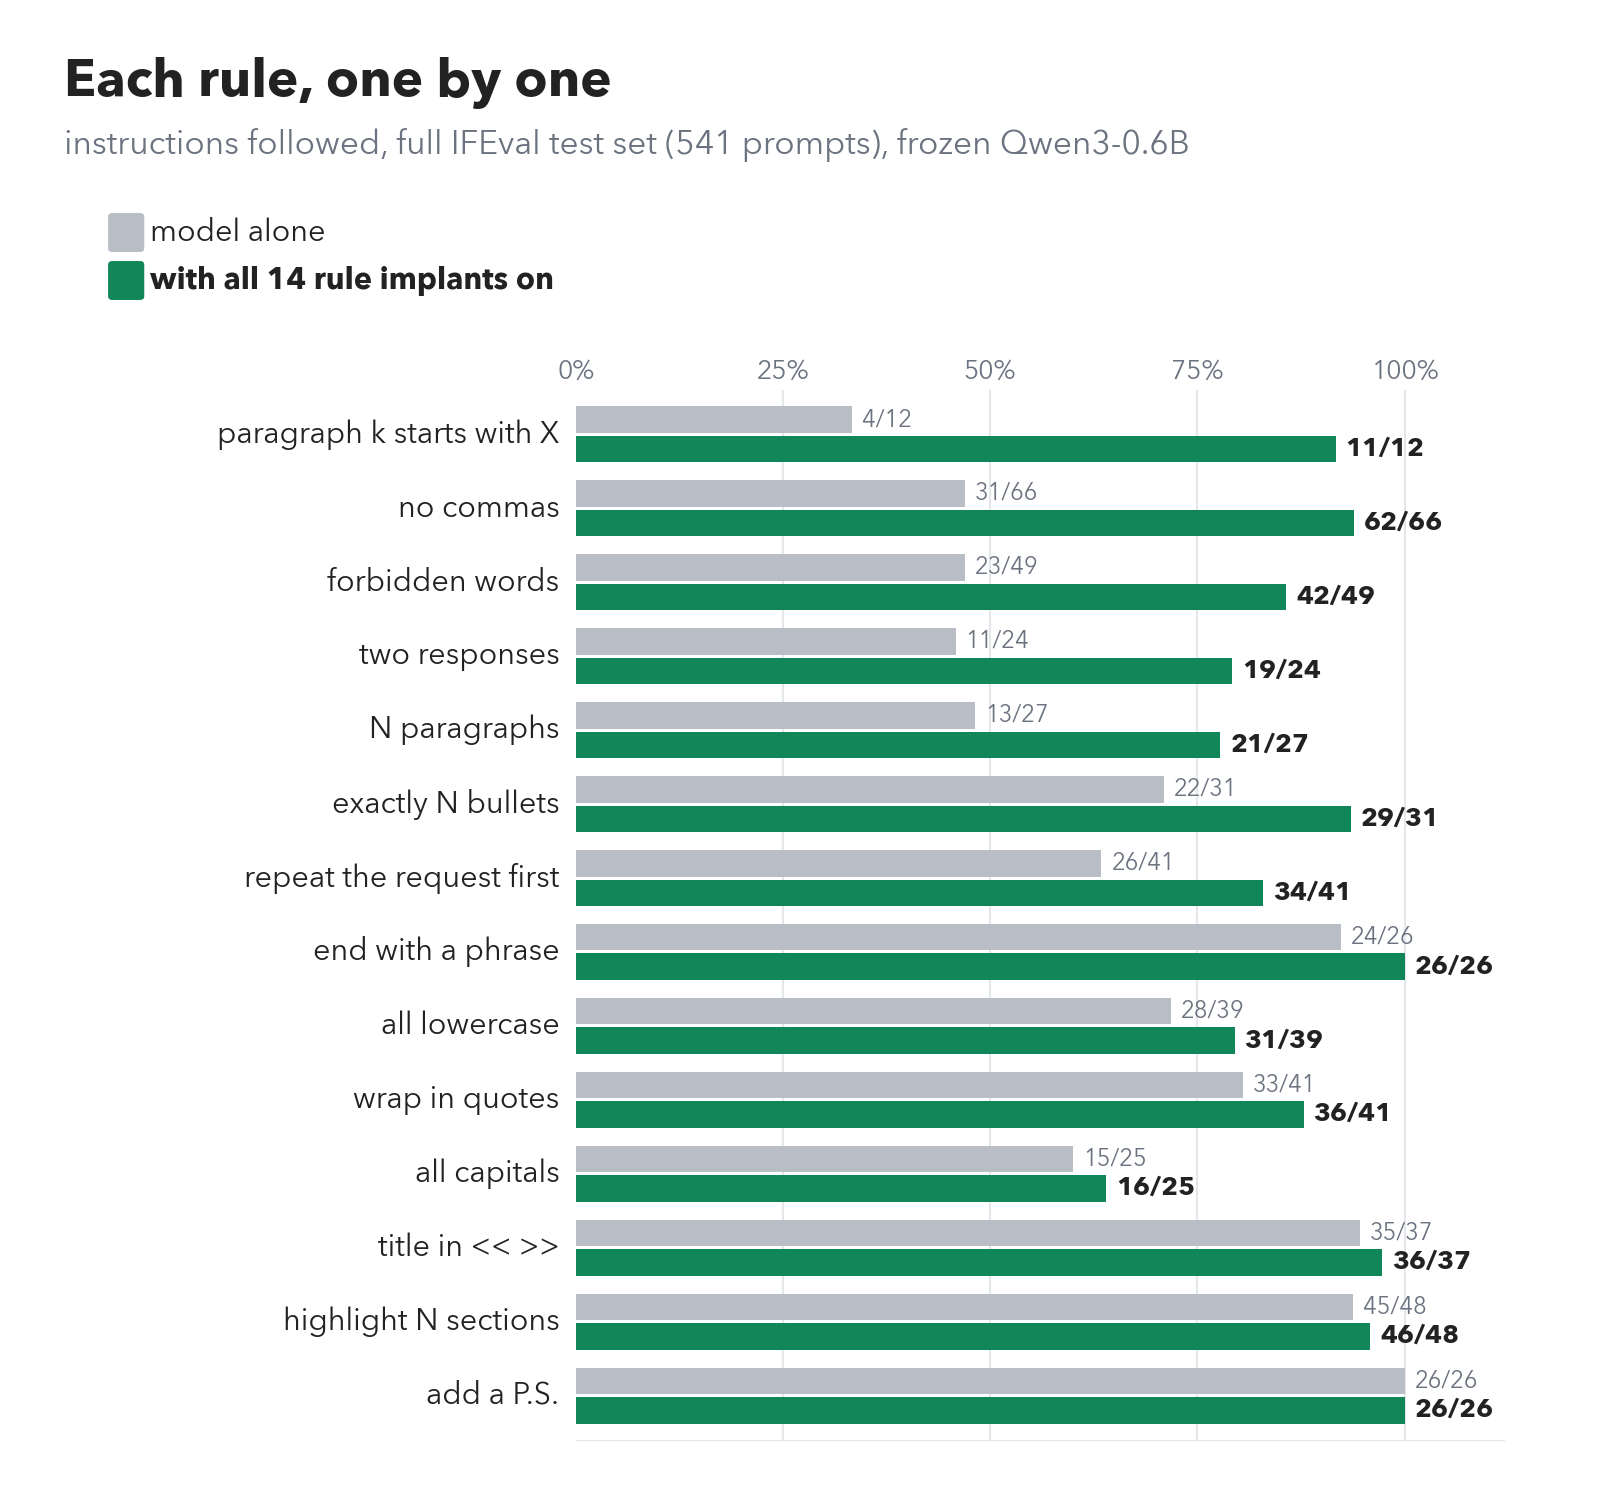 Each rule, one by one
instructions followed, full IFEval test set (541 prompts), frozen Qwen3-0.6B
model alone
with all 14 rule implants on
0% 25% 50% 75% 100%
paragraph k starts with X
4/12
11/12
no commas
31/66
62/66
forbidden words
23/49
42/49
two responses
11/24
19/24
N paragraphs
13/27
21/27
exactly N bullets
22/31
29/31
repeat the request first
26/41
34/41
end with a phrase
24/26
26/26
all lowercase
28/39
31/39
wrap in quotes
33/41
36/41
all capitals
15/25
16/25
title in << >>
35/37
36/37
highlight N sections
45/48
46/48
add a P.S.
26/26
26/26